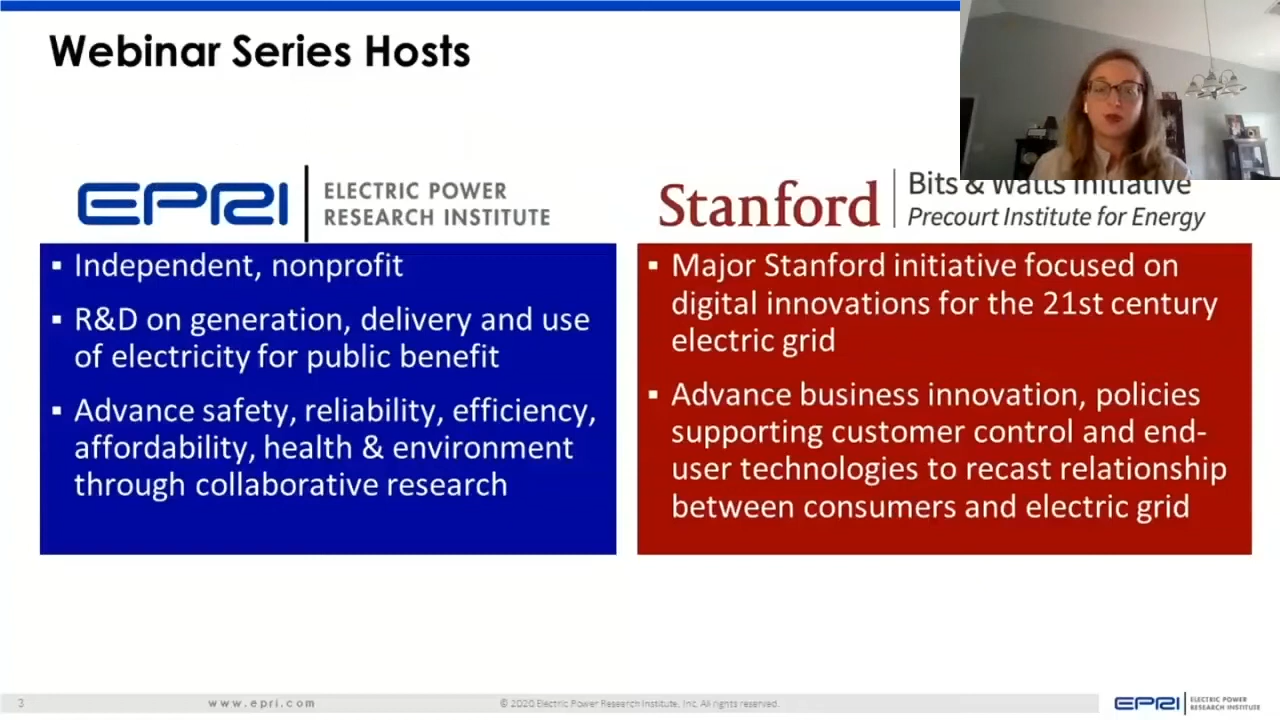 Webinar Series Hosts
EPRI
ELECTRIC POWER
RESEARCH INSTITUTE
▪ Independent, nonprofit
▪ R&D on generation, delivery and use
of electricity for public benefit
▪ Advance safety, reliability, efficiency,
affordability, health & environment
through collaborative research
Stanford
Bits & Watts Initiative
Precourt Institute for Energy
▪ Major Stanford initiative focused on
digital innovations for the 21st century
electric grid
▪ Advance business innovation, policies
supporting customer control and end-
user technologies to recast relationship
between consumers and electric grid
3
www.epri.com
© 2020 Electric Power Research Institute, Inc. All rights reserved.
EPRI
ELECTRIC POWER
RESEARCH INSTITUTE